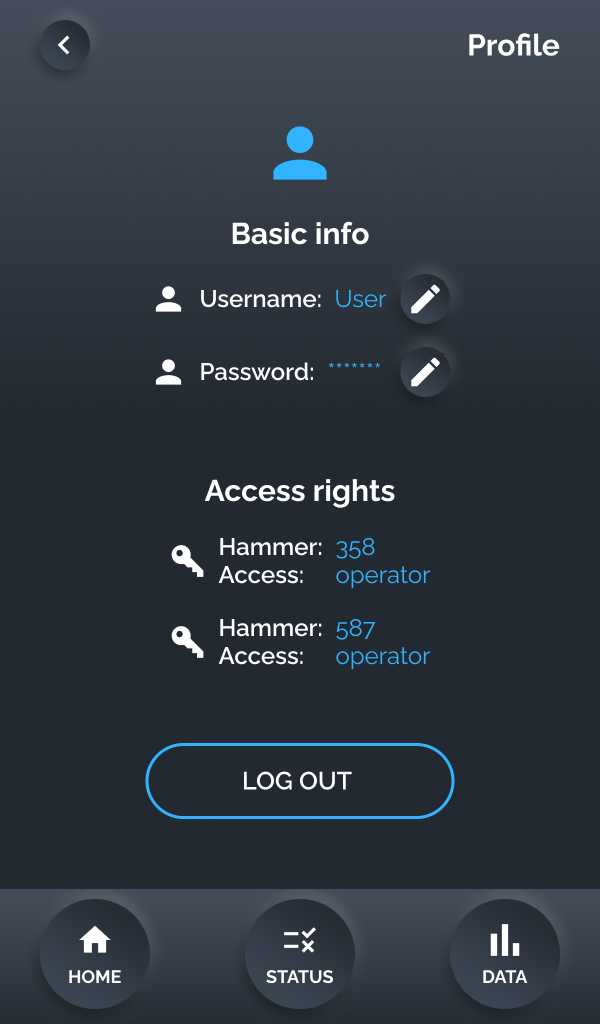 Profile
Basic info
Username: User
Password: *******
Access rights
Hammer: 358
Access: operator
Hammer: 587
Access: operator
LOG OUT
HOME STATUS DATA